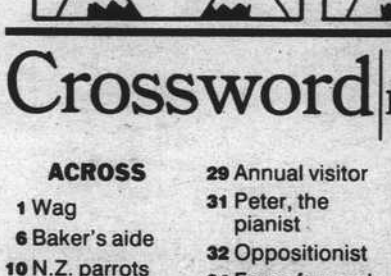 Crossword
ACROSS
1 Wag
6 Baker's aide
10 N.Z. parrots
29 Annual visitor
31 Peter, the
pianist
32 Oppositionist